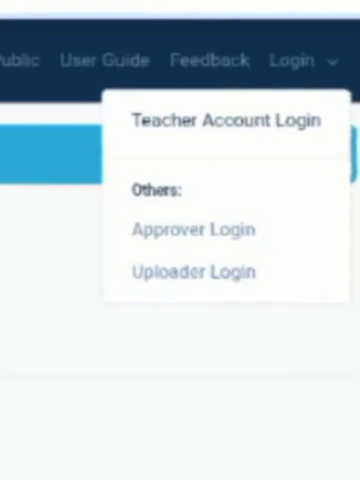 Public User Guide Feedback Login
Teacher Account Login
Others:
Approver Login
Uploader Login